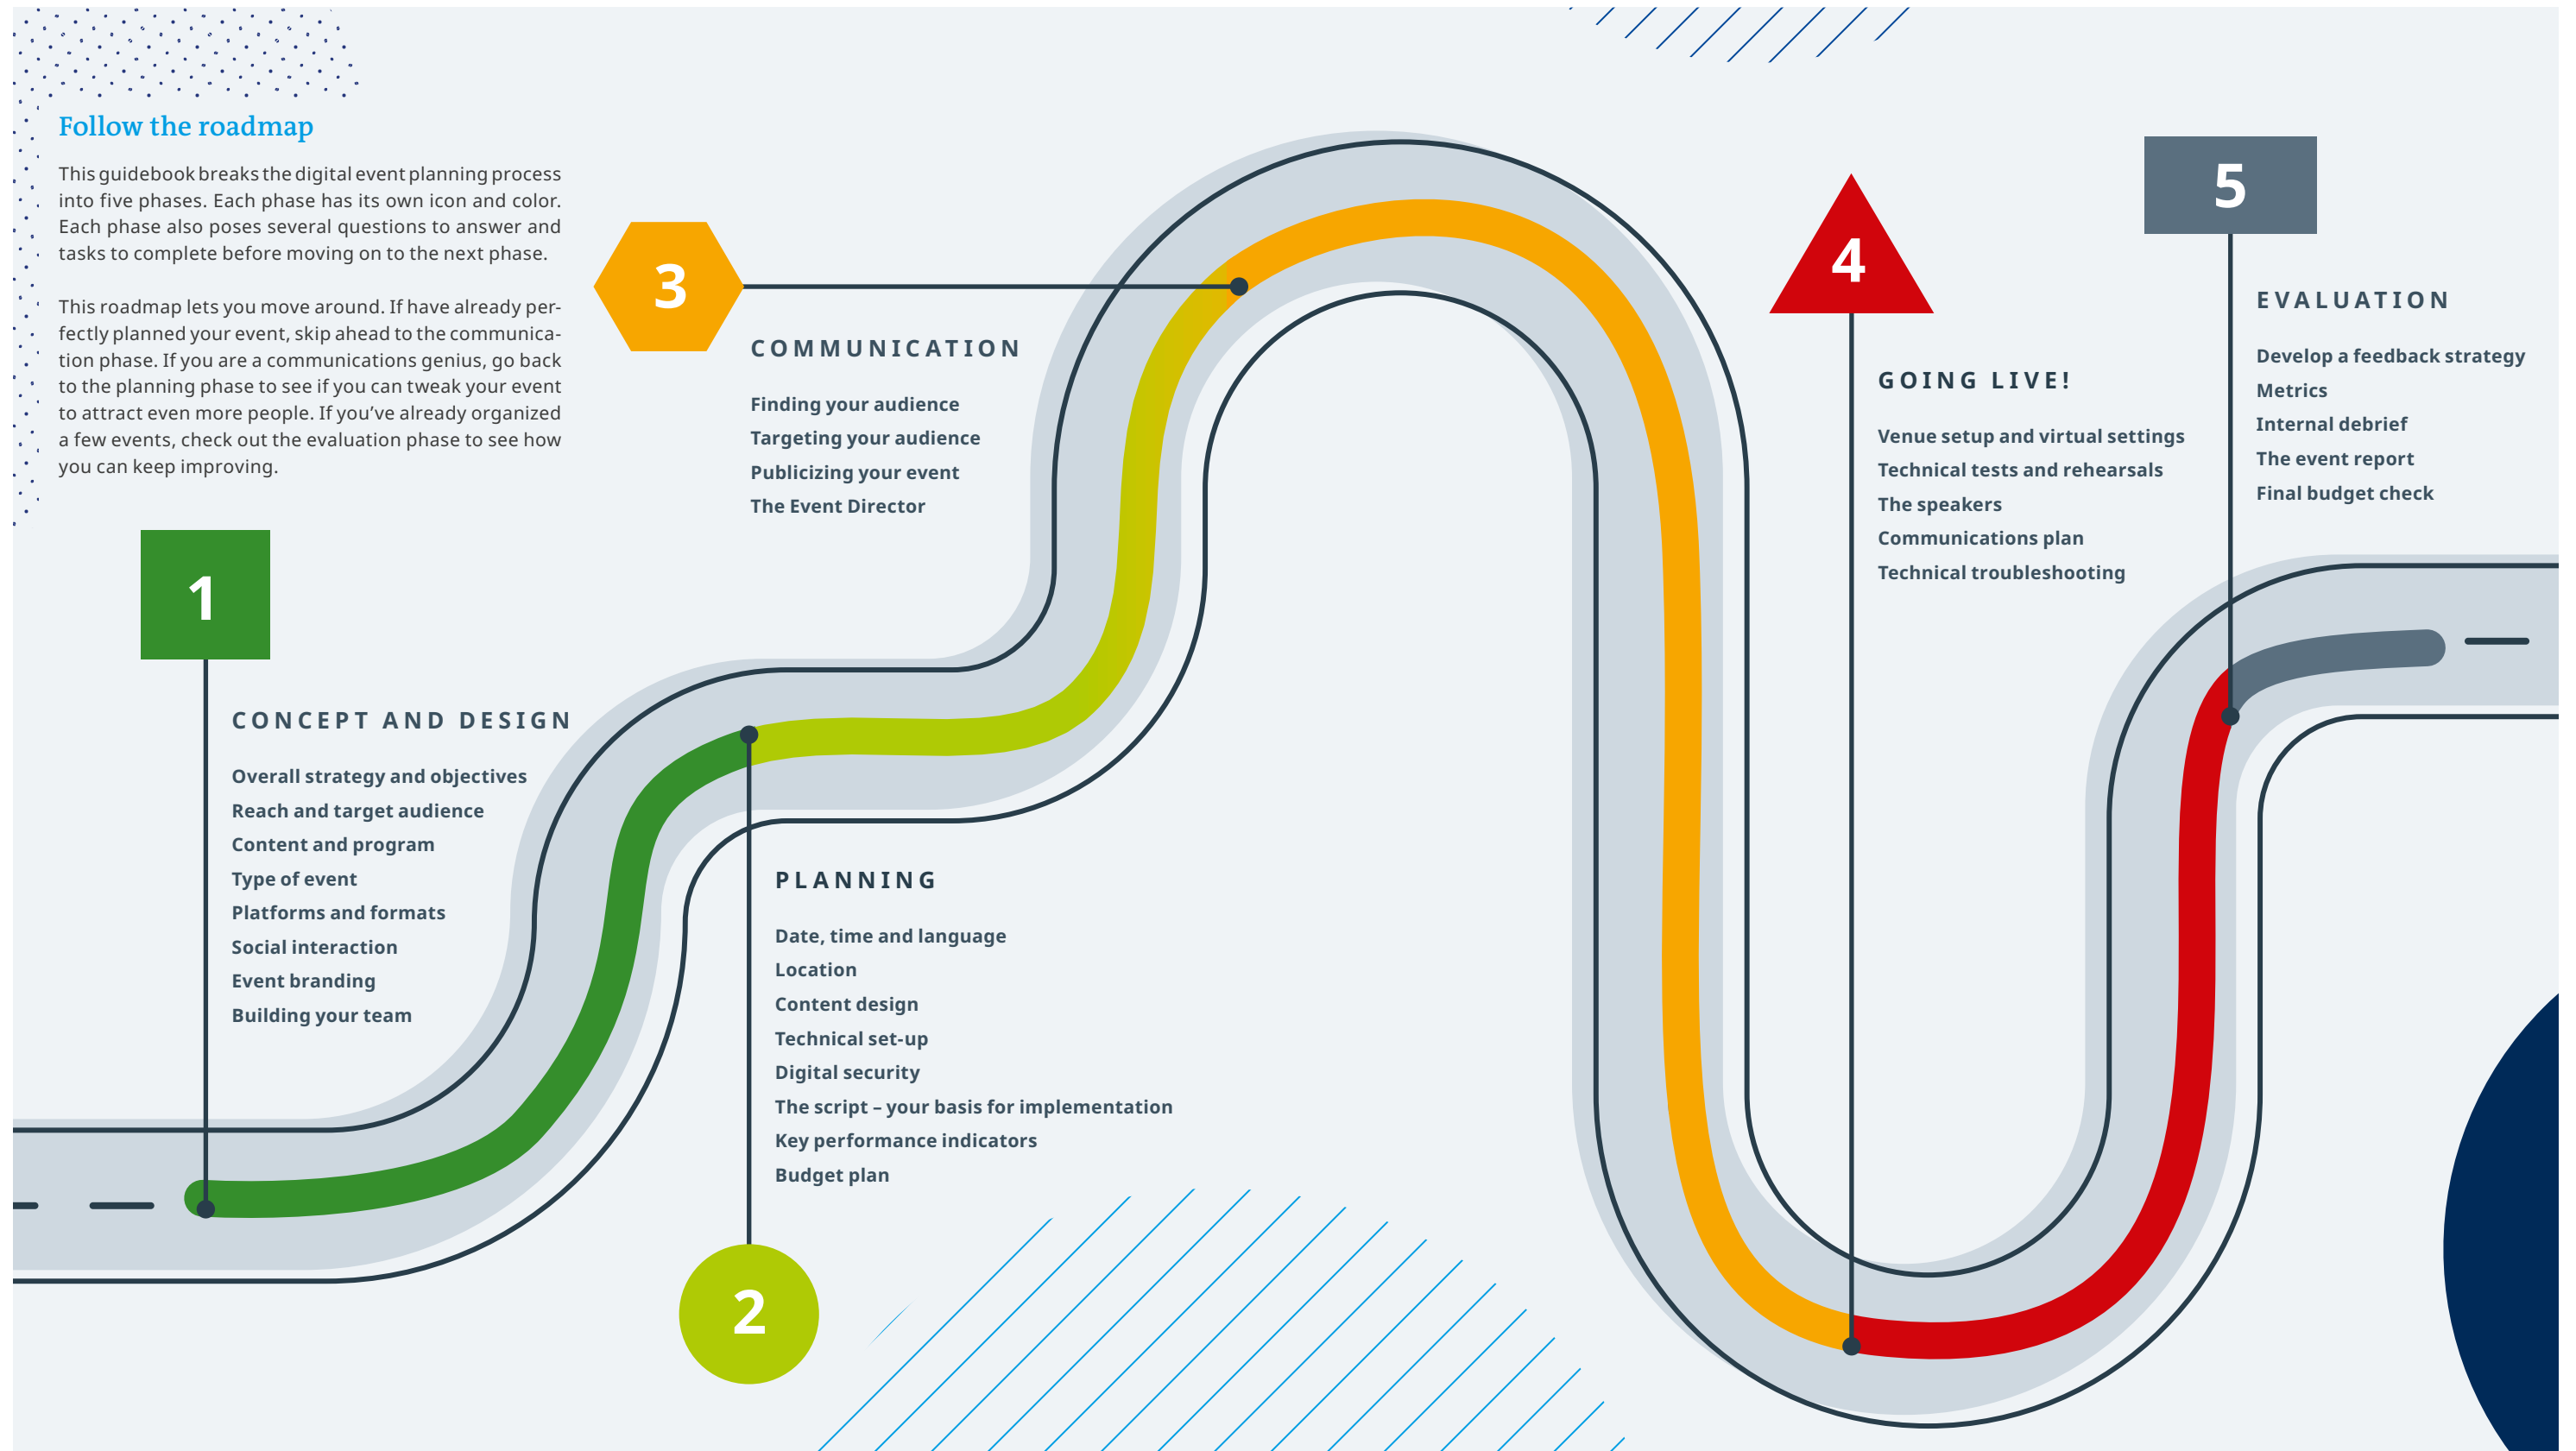 Follow the roadmap
This guidebook breaks the digital event planning process
into five phases. Each phase has its own icon and color.
Each phase also poses several questions to answer and
tasks to complete before moving on to the next phase.
This roadmap lets you move around. If have already per-
fectly planned your event, skip ahead to the communica-
tion phase. If you are a communications genius, go back
to the planning phase to see if you can tweak your event
to attract even more people. If you’ve already organized
a few events, check out the evaluation phase to see how
you can keep improving.
1
CONCEPT AND DESIGN
Overall strategy and objectives
Reach and target audience
Content and program
Type of event
Platforms and formats
Social interaction
Event branding
Building your team
2
PLANNING
Date, time and language
Location
Content design
Technical set-up
Digital security
The script – your basis for implementation
Key performance indicators
Budget plan
3
COMMUNICATION
Finding your audience
Targeting your audience
Publicizing your event
The Event Director
4
GOING LIVE!
Venue setup and virtual settings
Technical tests and rehearsals
The speakers
Communications plan
Technical troubleshooting
5
EVALUATION
Develop a feedback strategy
Metrics
Internal debrief
The event report
Final budget check